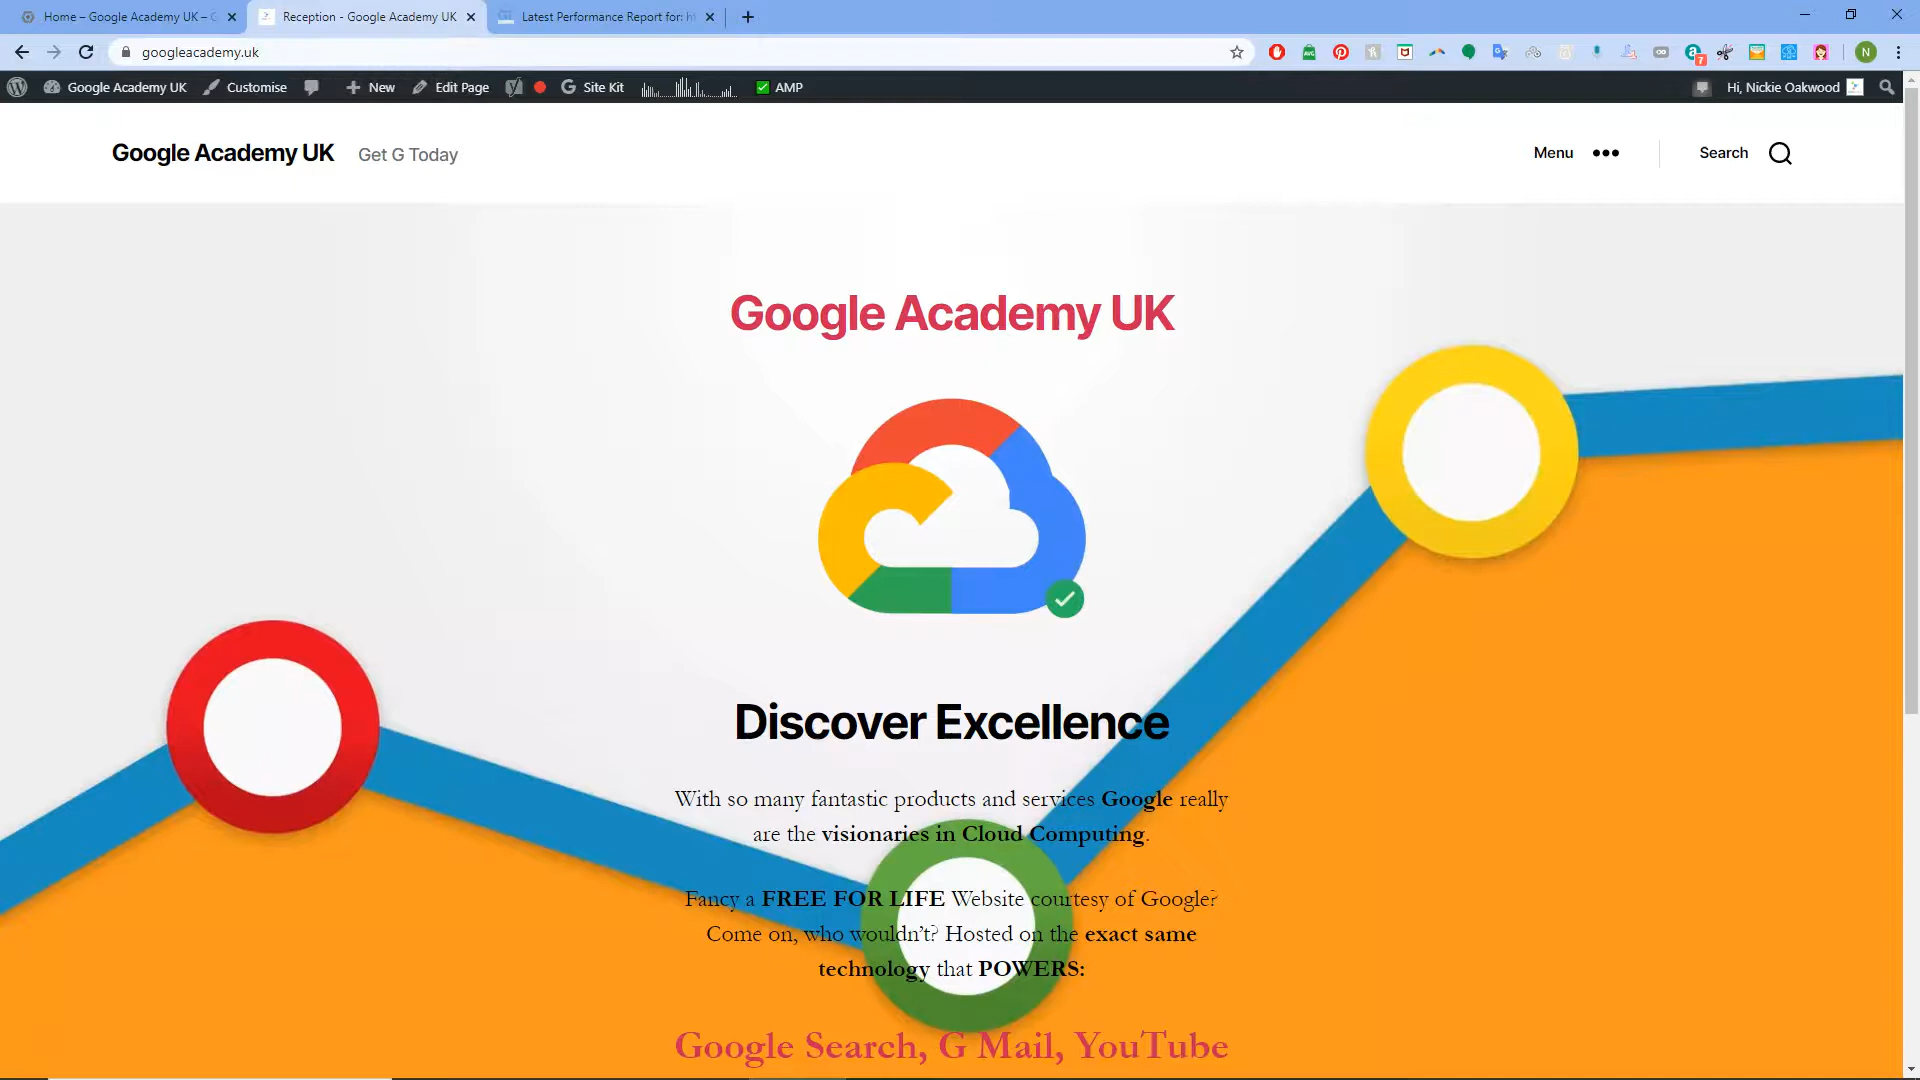 Home – Google Academy UK – G
Reception - Google Academy UK
Latest Performance Report for: h
googleacademy.uk
7
N
Google Academy UK
Customise
New
Edit Page
Site Kit
AMP
Hi, Nickie Oakwood
Google Academy UK
Get G Today
Menu
Search
Google Academy UK
Discover Excellence
With so many fantastic products and services Google really
are the visionaries in Cloud Computing.
Fancy a FREE FOR LIFE Website courtesy of Google?
Come on, who wouldn't? Hosted on the exact same
technology that POWERS:
Google Search, G Mail, YouTube